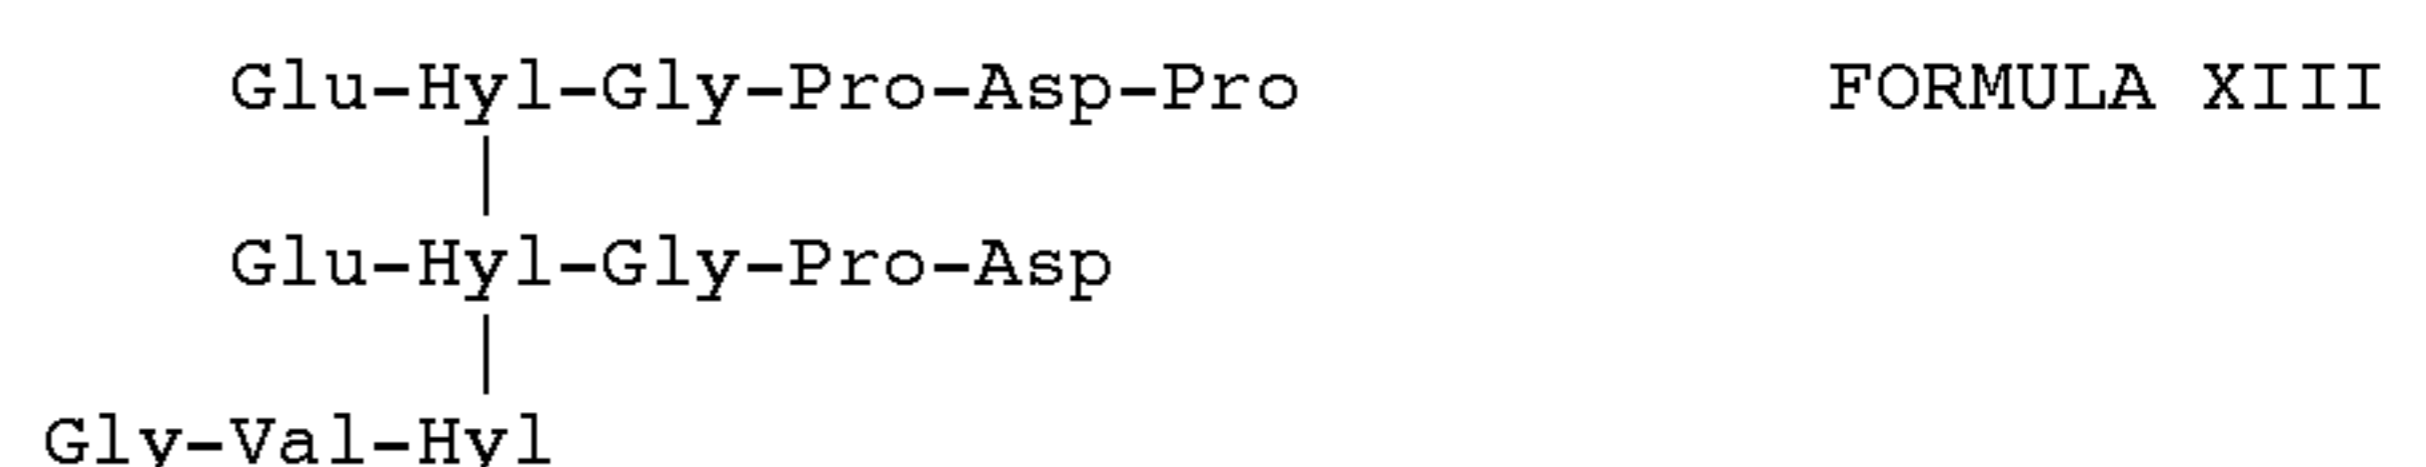 Glu-Hyl-Gly-Pro-Asp-Pro FORMULA XIII
Glu-Hyl-Gly-Pro-Asp
Gly-Val-Hyl